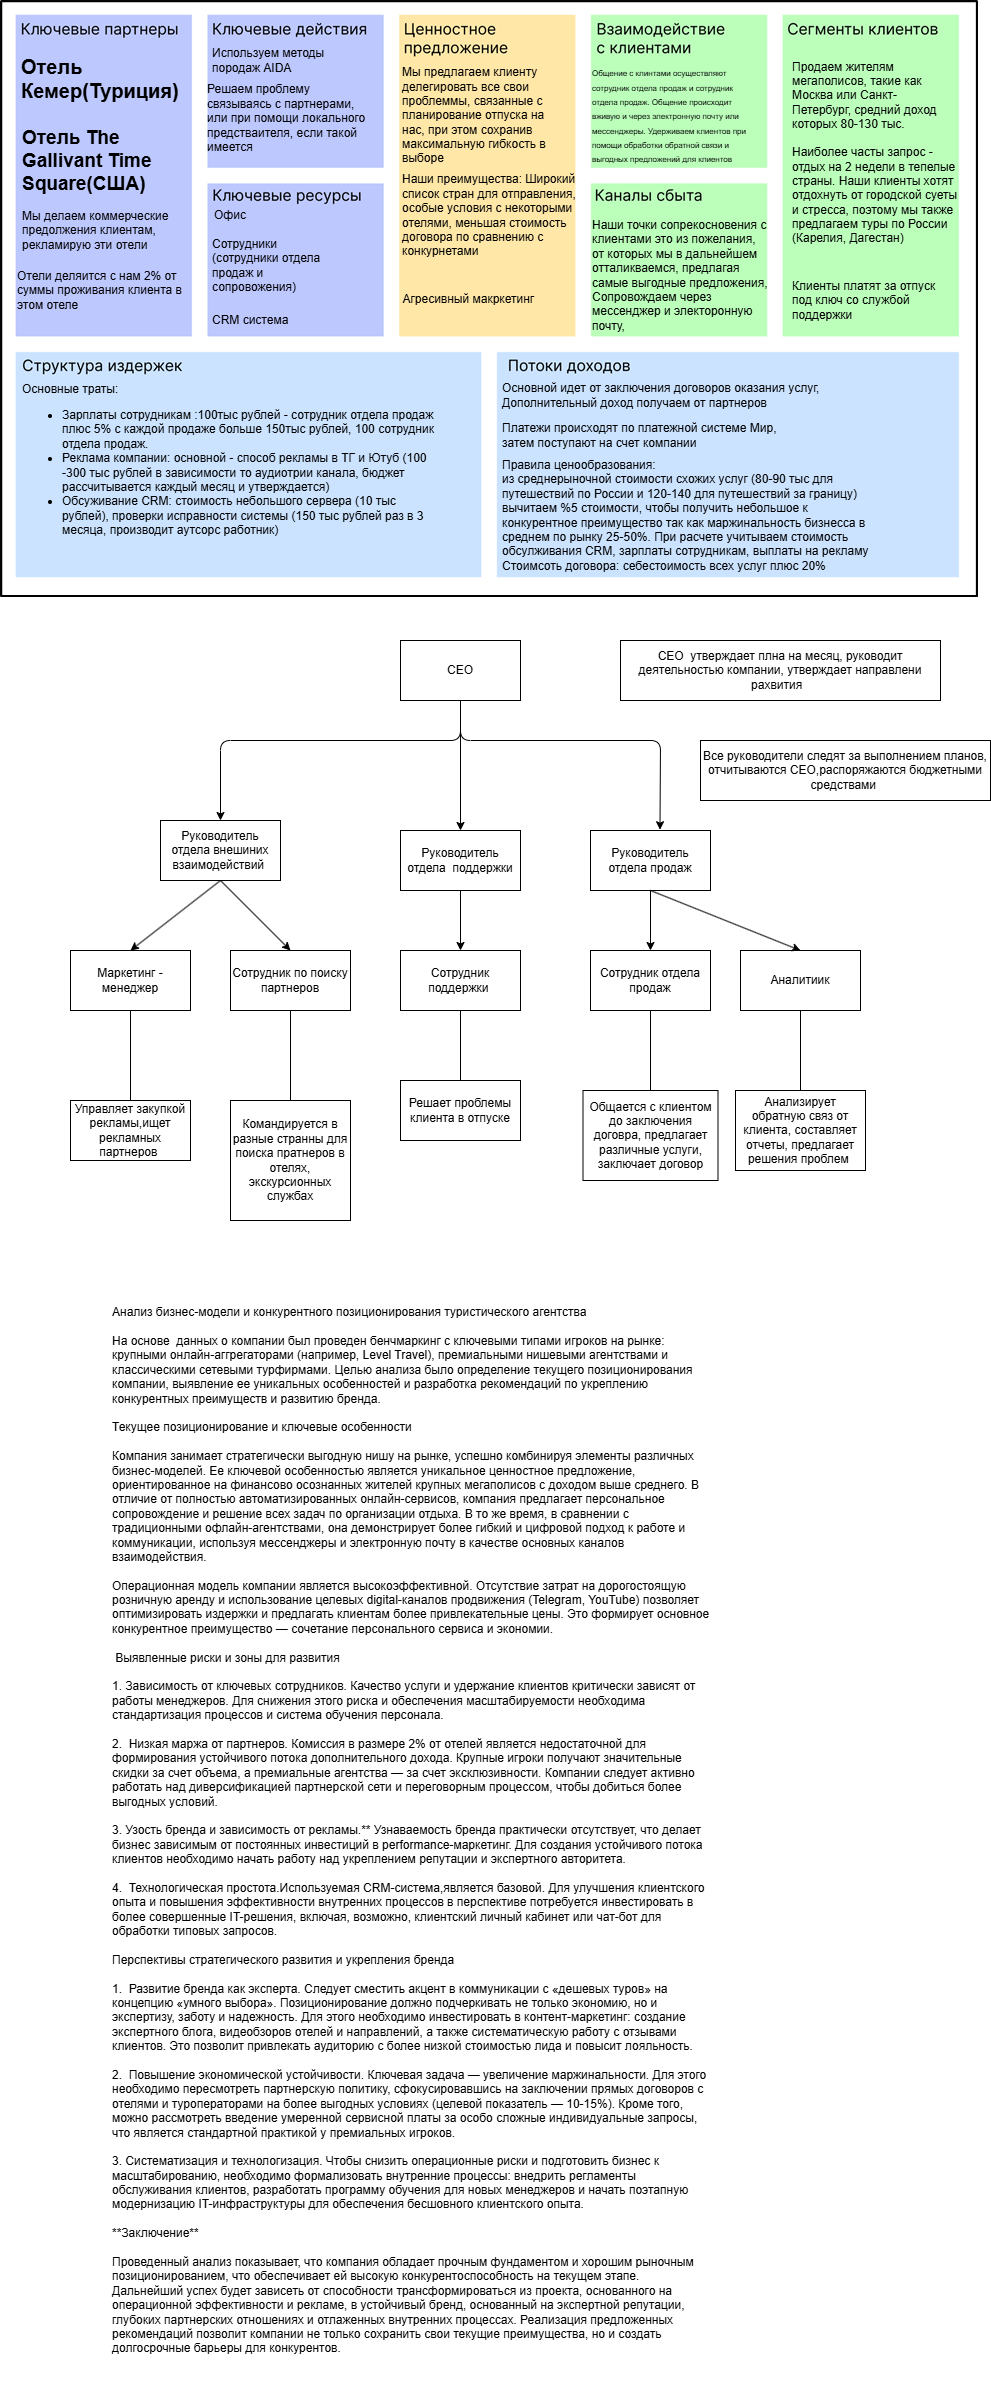 Ключевые партнеры
Отель
Кемер(Туриция)
Отель The
Gallivant Time
Square(США)
Мы делаем коммерческие
предолжения клиентам,
рекламирую эти отели
Отели деляится с нам 2% от
суммы проживания клиента в
этом отеле
Ключевые действия
Используем методы
породаж AIDA
Решаем проблему
связываясь с партнерами,
или при помощи локального
предстваителя, если такой
имеется
Ключевые ресурсы
Офис
Сотрудники
(сотрудники отдела
продаж и
сопровожения)
CRM система
Ценностное
предложение
Мы предлагаем клиенту
делегировать все свои
проблеммы, связанные с
планирование отпуска на
нас, при этом сохранив
максимальную гибкость в
выборе
Наши преимущества: Широкий
список стран для отправления,
особые условия с некоторыми
отелями, меньшая стоимость
договора по сравнению с
конкурнетами
Агресивный макркетинг
Взаимодействие
с клиентами
Общение с клинтами осуществляют
сотрудник отдела продаж и сотрудник
отдела продаж. Общение происходит
вживую и через электронную почту или
мессенджеры. Удерживаем клиентов при
помощи обработки обратной связи и
выгодных предложений для клиентов
Каналы сбыта
Наши точки сопрекосновения с
клиентами это из пожелания,
от которых мы в дальнейшем
отталикваемся, предлагая
самые выгодные предложения,
Сопровождаем через
мессенджер и электоронную
почту,
Сегменты клиентов
Продаем жителям
мегаполисов, такие как
Москва или Санкт-
Петербург, средний доход
которых 80-130 тыс.
Наиболее часты запрос -
отдых на 2 недели в тепелые
страны. Наши клиенты хотят
отдохнуть от городской суеты
и стресса, поэтому мы также
предлагаем туры по России
(Карелия, Дагестан)
Клиенты платят за отпуск
под ключ со службой
поддержки
Структура издержек
Основные траты:
• Зарплаты сотрудникам :100тыс рублей - сотрудник отдела продаж
плюс 5% с каждой продаже больше 150тыс рублей, 100 сотрудник
отдела продаж.
• Реклама компании: основной - способ рекламы в ТГ и Ютуб (100
-300 тыс рублей в зависимости то аудиотрии канала, бюджет
рассчитывается каждый месяц и утверждается)
• Обсуживание CRM: стоимость небольшого сервера (10 тыс
рублей), проверки исправности системы (150 тыс рублей раз в 3
месяца, производит аутсорс работник)
Потоки доходов
Основной идет от заключения договоров оказания услуг,
Дополнительный доход получаем от партнеров
Платежи происходят по платежной системе Мир,
затем поступают на счет компании
Правила ценообразования:
из среднерыночной стоимости схожих услуг (80-90 тыс для
путешествий по России и 120-140 для путешествий за границу)
вычитаем %5 стоимости, чтобы получить небольшое к
конкурентное преимущество так как маржинальность бизнесса в
среднем по рынку 25-50%. При расчете учитываем стоимость
обсулживания CRM, зарплаты сотрудникам, выплаты на рекламу
Стоимсоть договора: себестоимость всех услуг плюс 20%
CEO
CEO утверждает плна на месяц, руководит
деятельностью компании, утверждает направлени
рахвития
Все руководители следят за выполнением планов,
отчитываются CEO,распоряжаются бюджетными
средствами
Руководитель
отдела внешиних
взаимодействий
Руководитель
отдела поддержки
Руководитель
отдела продаж
Маркетинг -
менеджер
Сотрудник по поиску
партнеров
Сотрудник
поддержки
Сотрудник отдела
продаж
Аналитиик
Управляет закупкой
рекламы,ищет
рекламных
партнеров
Командируется в
разные странны для
поиска пратнеров в
отелях,
экскурсионных
службах
Решает проблемы
клиента в отпуске
Общается с клиентом
до заключения
договра, предлагает
различные услуги,
заключает договор
Анализирует
обратную связ от
клиента, составляет
отчеты, предлагает
решения проблем
Анализ бизнес-модели и конкурентного позиционирования туристического агентства
На основе данных о компании был проведен бенчмаркинг с ключевыми типами игроков на рынке:
крупными онлайн-аггрегаторами (например, Level Travel), премиальными нишевыми агентствами и
классическими сетевыми турфирмами. Целью анализа было определение текущего позиционирования
компании, выявление ее уникальных особенностей и разработка рекомендаций по укреплению
конкурентных преимуществ и развитию бренда.
Текущее позиционирование и ключевые особенности
Компания занимает стратегически выгодную нишу на рынке, успешно комбинируя элементы различных
бизнес-моделей. Ее ключевой особенностью является уникальное ценностное предложение,
ориентированное на финансово осознанных жителей крупных мегаполисов с доходом выше среднего. В
отличие от полностью автоматизированных онлайн-сервисов, компания предлагает персональное
сопровождение и решение всех задач по организации отдыха. В то же время, в сравнении с
традиционными офлайн-агентствами, она демонстрирует более гибкий и цифровой подход к работе и
коммуникации, используя мессенджеры и электронную почту в качестве основных каналов
взаимодействия.
Операционная модель компании является высокоэффективной. Отсутствие затрат на дорогостоящую
розничную аренду и использование целевых digital-каналов продвижения (Telegram, YouTube) позволяет
оптимизировать издержки и предлагать клиентам более привлекательные цены. Это формирует основное
конкурентное преимущество — сочетание персонального сервиса и экономии.
Выявленные риски и зоны для развития
1. Зависимость от ключевых сотрудников. Качество услуги и удержание клиентов критически зависят от
работы менеджеров. Для снижения этого риска и обеспечения масштабируемости необходима
стандартизация процессов и система обучения персонала.
2. Низкая маржа от партнеров. Комиссия в размере 2% от отелей является недостаточной для
формирования устойчивого потока дополнительного дохода. Крупные игроки получают значительные
скидки за счет объема, а премиальные агентства — за счет эксклюзивности. Компании следует активно
работать над диверсификацией партнерской сети и переговорным процессом, чтобы добиться более
выгодных условий.
3. Узость бренда и зависимость от рекламы.** Узнаваемость бренда практически отсутствует, что делает
бизнес зависимым от постоянных инвестиций в performance-маркетинг. Для создания устойчивого потока
клиентов необходимо начать работу над укреплением репутации и экспертного авторитета.
4. Технологическая простота.Используемая CRM-система,является базовой. Для улучшения клиентского
опыта и повышения эффективности внутренних процессов в перспективе потребуется инвестировать в
более совершенные IT-решения, включая, возможно, клиентский личный кабинет или чат-бот для
обработки типовых запросов.
Перспективы стратегического развития и укрепления бренда
1. Развитие бренда как эксперта. Следует сместить акцент в коммуникации с «дешевых туров» на
концепцию «умного выбора». Позиционирование должно подчеркивать не только экономию, но и
экспертизу, заботу и надежность. Для этого необходимо инвестировать в контент-маркетинг: создание
экспертного блога, видеобзоров отелей и направлений, а также систематическую работу с отзывами
клиентов. Это позволит привлекать аудиторию с более низкой стоимостью лида и повысит лояльность.
2. Повышение экономической устойчивости. Ключевая задача — увеличение маржинальности. Для этого
необходимо пересмотреть партнерскую политику, сфокусировавшись на заключении прямых договоров с
отелями и туроператорами на более выгодных условиях (целевой показатель — 10-15%). Кроме того,
можно рассмотреть введение умеренной сервисной платы за особо сложные индивидуальные запросы,
что является стандартной практикой у премиальных игроков.
3. Систематизация и технологизация. Чтобы снизить операционные риски и подготовить бизнес к
масштабированию, необходимо формализовать внутренние процессы: внедрить регламенты
обслуживания клиентов, разработать программу обучения для новых менеджеров и начать поэтапную
модернизацию IT-инфраструктуры для обеспечения бесшовного клиентского опыта.
**Заключение**
Проведенный анализ показывает, что компания обладает прочным фундаментом и хорошим рыночным
позиционированием, что обеспечивает ей высокую конкурентоспособность на текущем этапе.
Дальнейший успех будет зависеть от способности трансформироваться из проекта, основанного на
операционной эффективности и рекламе, в устойчивый бренд, основанный на экспертной репутации,
глубоких партнерских отношениях и отлаженных внутренних процессах. Реализация предложенных
рекомендаций позволит компании не только сохранить свои текущие преимущества, но и создать
долгосрочные барьеры для конкурентов.